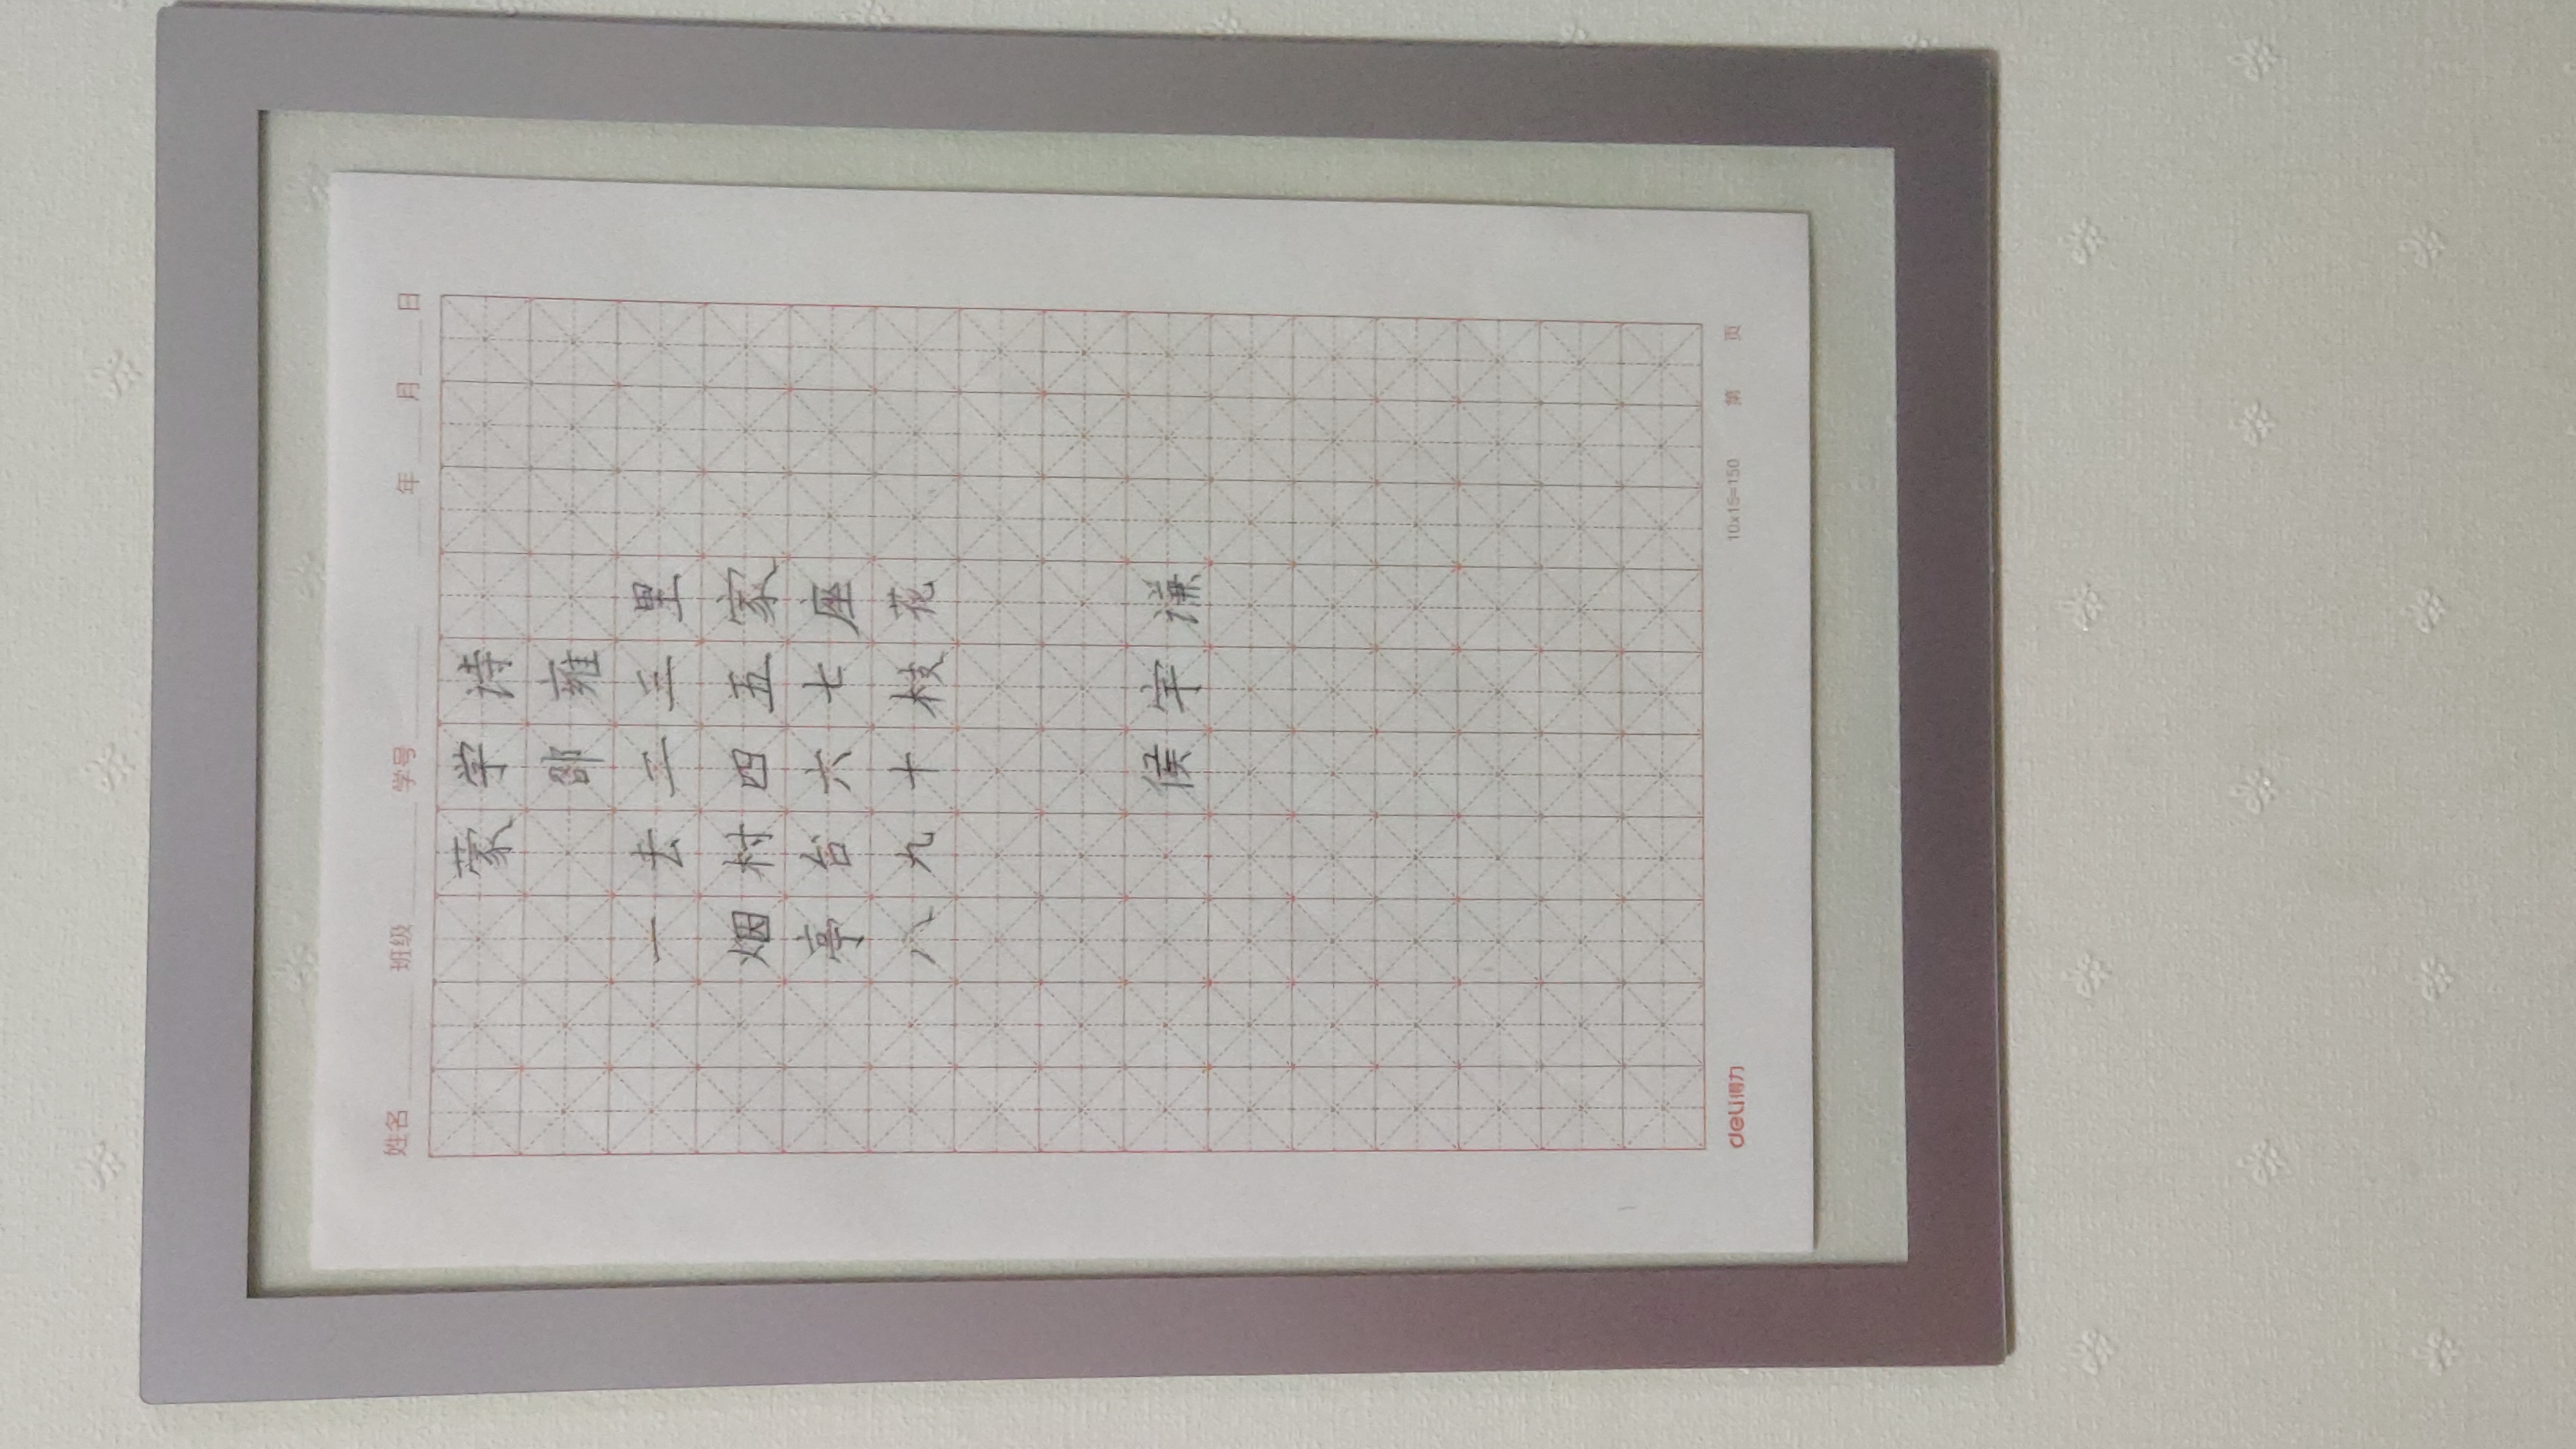 姓名 班级 学号 年 月 日
蒙学诗
邵雍
一去二三里
烟村四五家
亭台六七座
八九十枝花
侯宇谦
deli得力 10x15=150 第 页